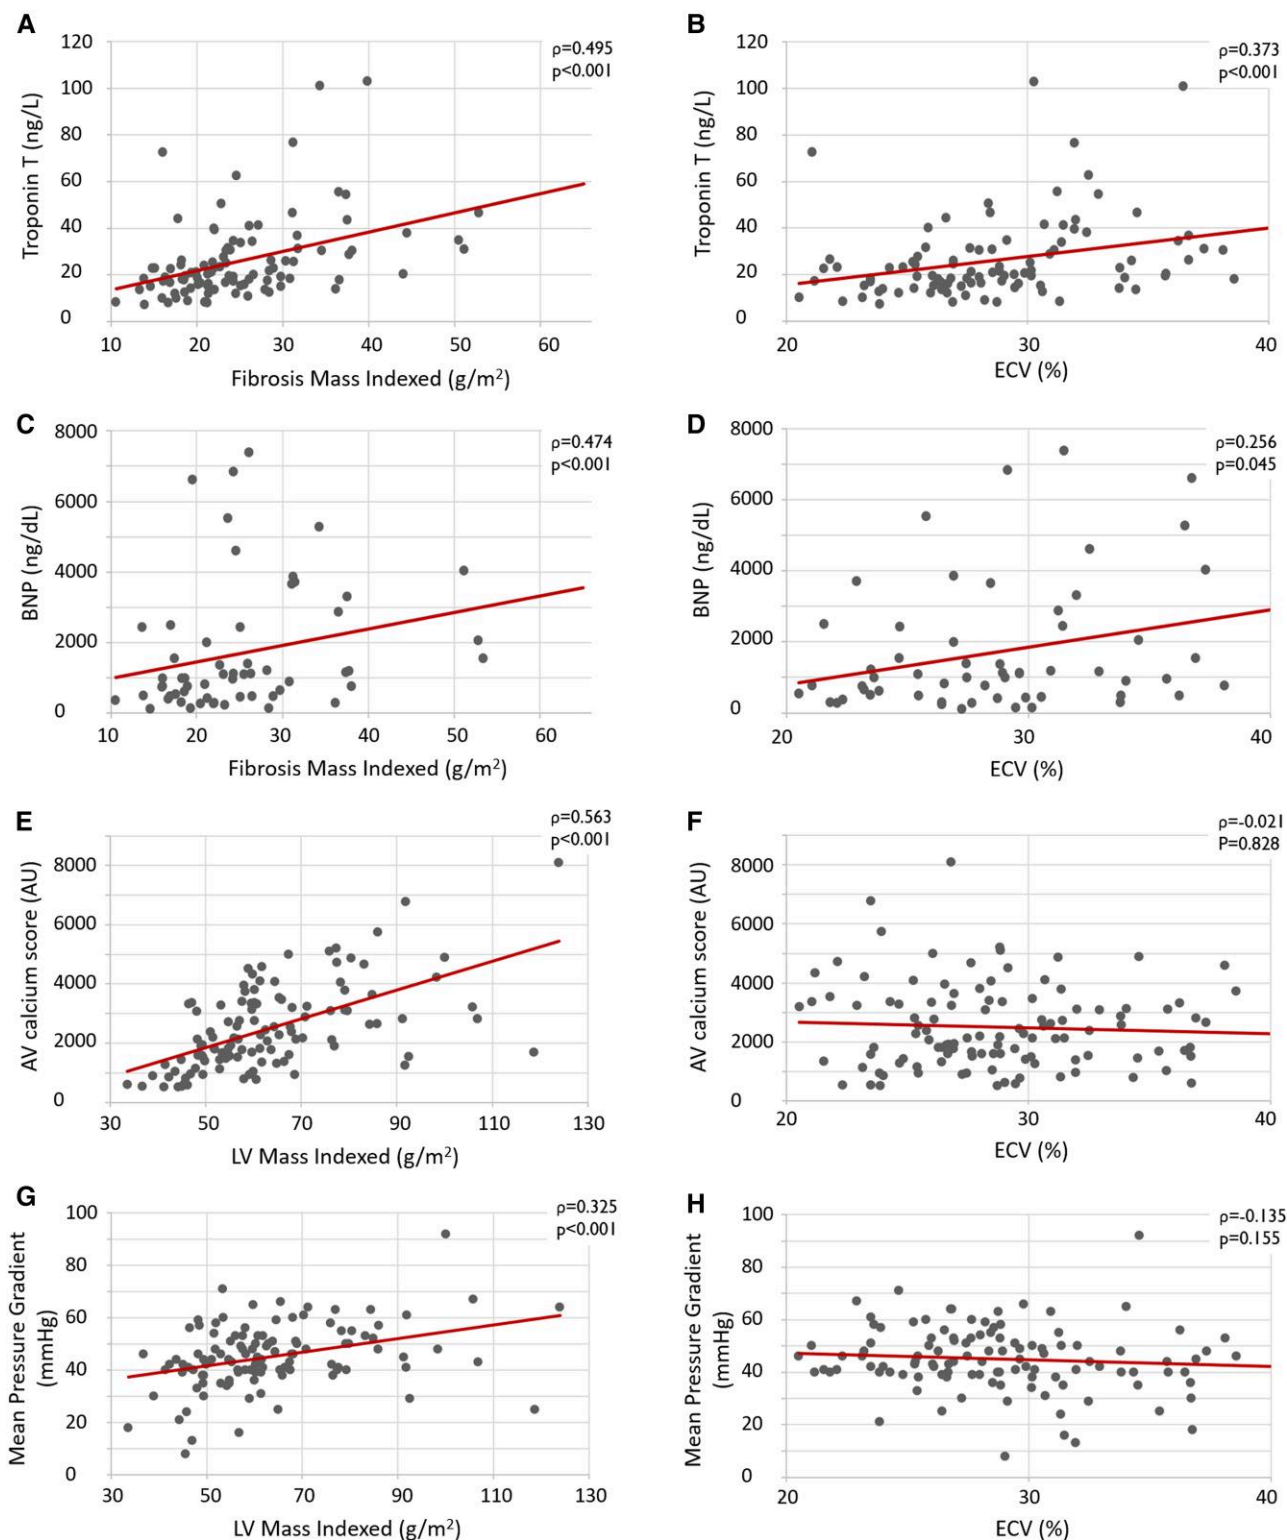 A
ρ=0.495
p<0.001
120
100
80
60
40
20
0
Troponin T (ng/L)
10 20 30 40 50 60
Fibrosis Mass Indexed (g/m²)
B
ρ=0.373
p<0.001
120
100
80
60
40
20
0
Troponin T (ng/L)
20 30 40
ECV (%)
C
ρ=0.474
p<0.001
8000
6000
4000
2000
0
BNP (ng/dL)
10 20 30 40 50 60
Fibrosis Mass Indexed (g/m²)
D
ρ=0.256
p=0.045
8000
6000
4000
2000
0
BNP (ng/dL)
20 30 40
ECV (%)
E
ρ=0.563
p<0.001
8000
6000
4000
2000
0
AV calcium score (AU)
30 50 70 90 110 130
LV Mass Indexed (g/m²)
F
ρ=-0.021
P=0.828
8000
6000
4000
2000
0
AV calcium score (AU)
20 30 40
ECV (%)
G
ρ=0.325
p<0.001
100
80
60
40
20
0
Mean Pressure Gradient
(mmHg)
30 50 70 90 110 130
LV Mass Indexed (g/m²)
H
ρ=-0.135
p=0.155
100
80
60
40
20
0
Mean Pressure Gradient
(mmHg)
20 30 40
ECV (%)